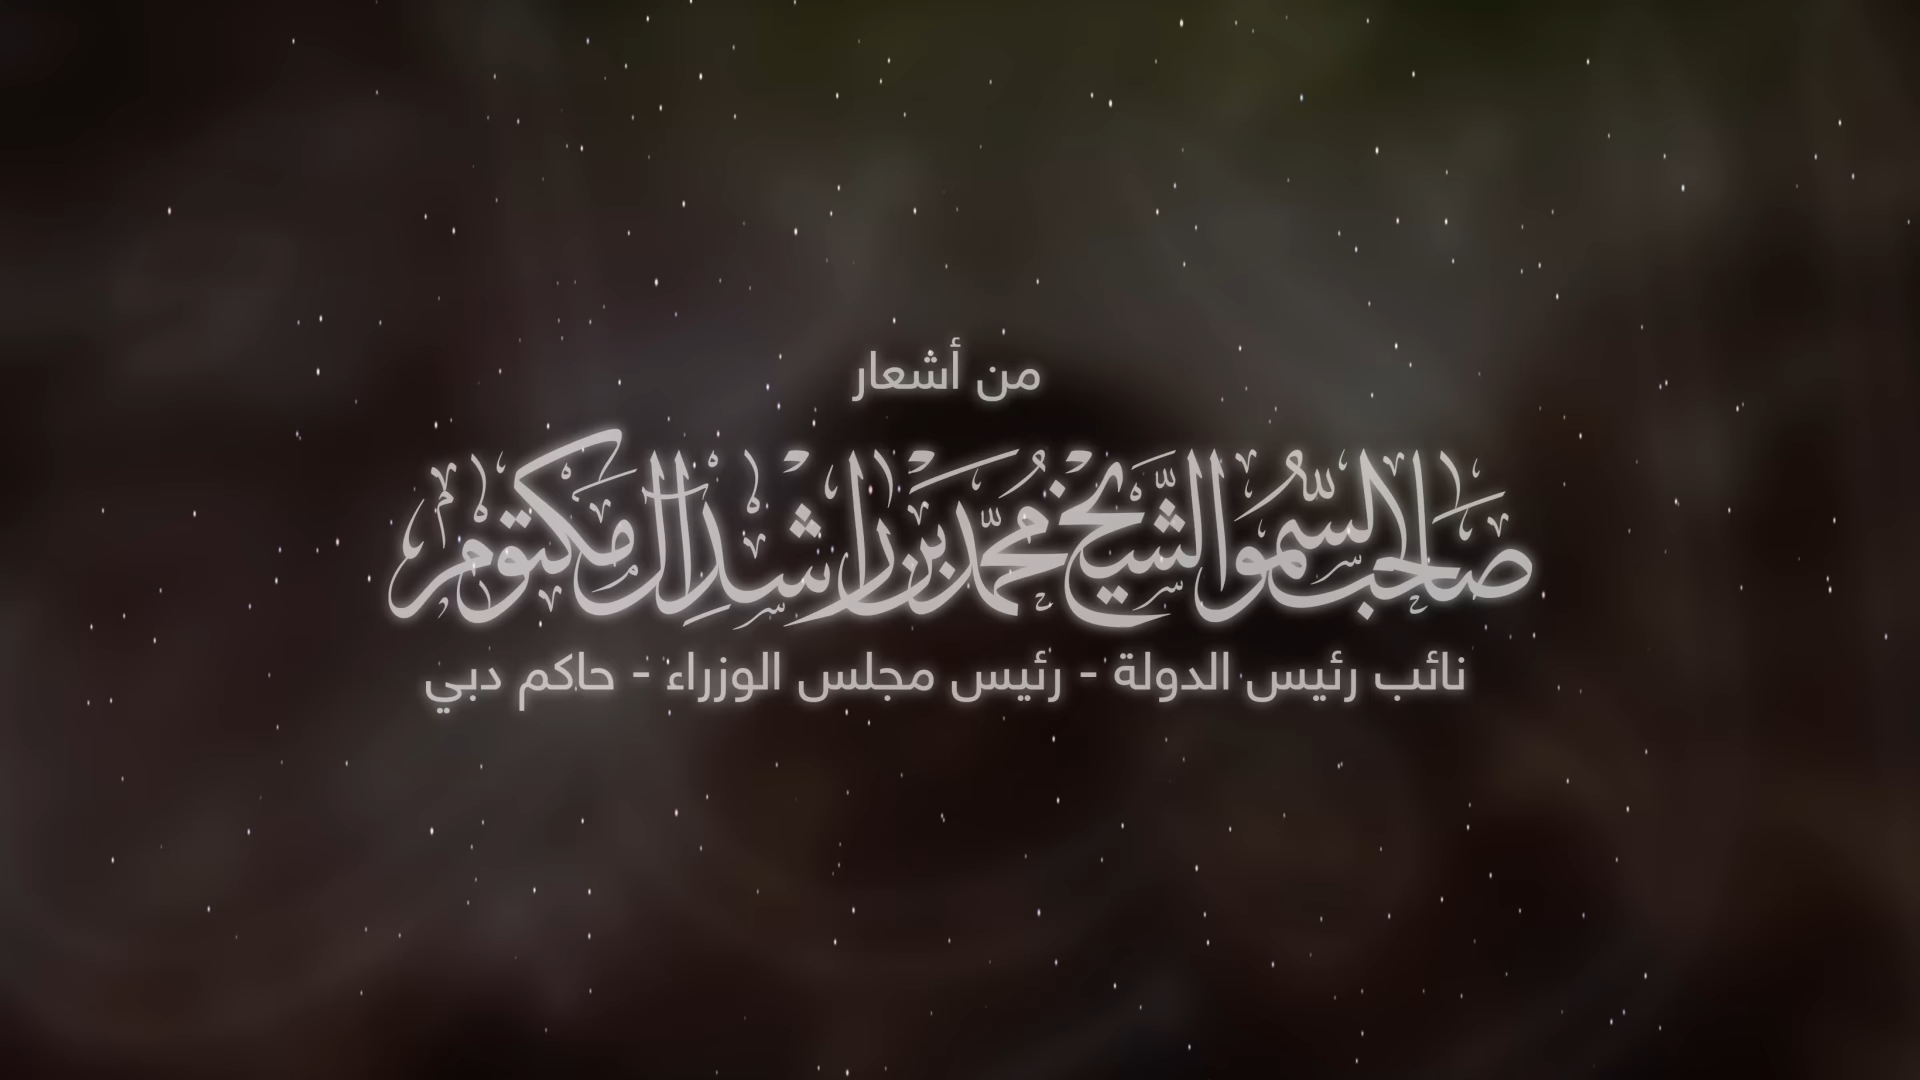 من أشعار
صاحب السمو الشيخ محمد بن راشد آل مكتوم
نائب رئيس الدولة - رئيس مجلس الوزراء - حاكم دبي